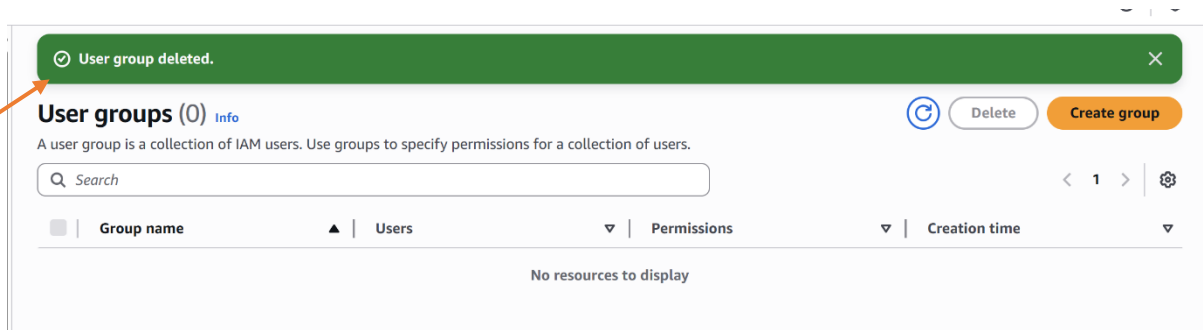 User group deleted.
User groups (0) Info
Delete
Create group
A user group is a collection of IAM users. Use groups to specify permissions for a collection of users.
Search
1
Group name Users Permissions Creation time
No resources to display